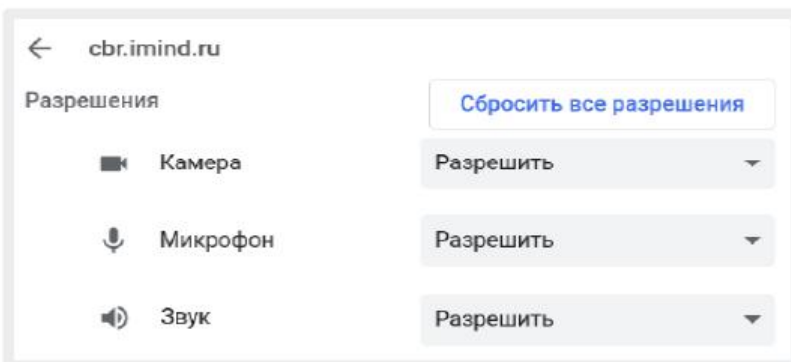 cbr.imind.ru
Разрешения Сбросить все разрешения
Камера Разрешить
Микрофон Разрешить
Звук Разрешить